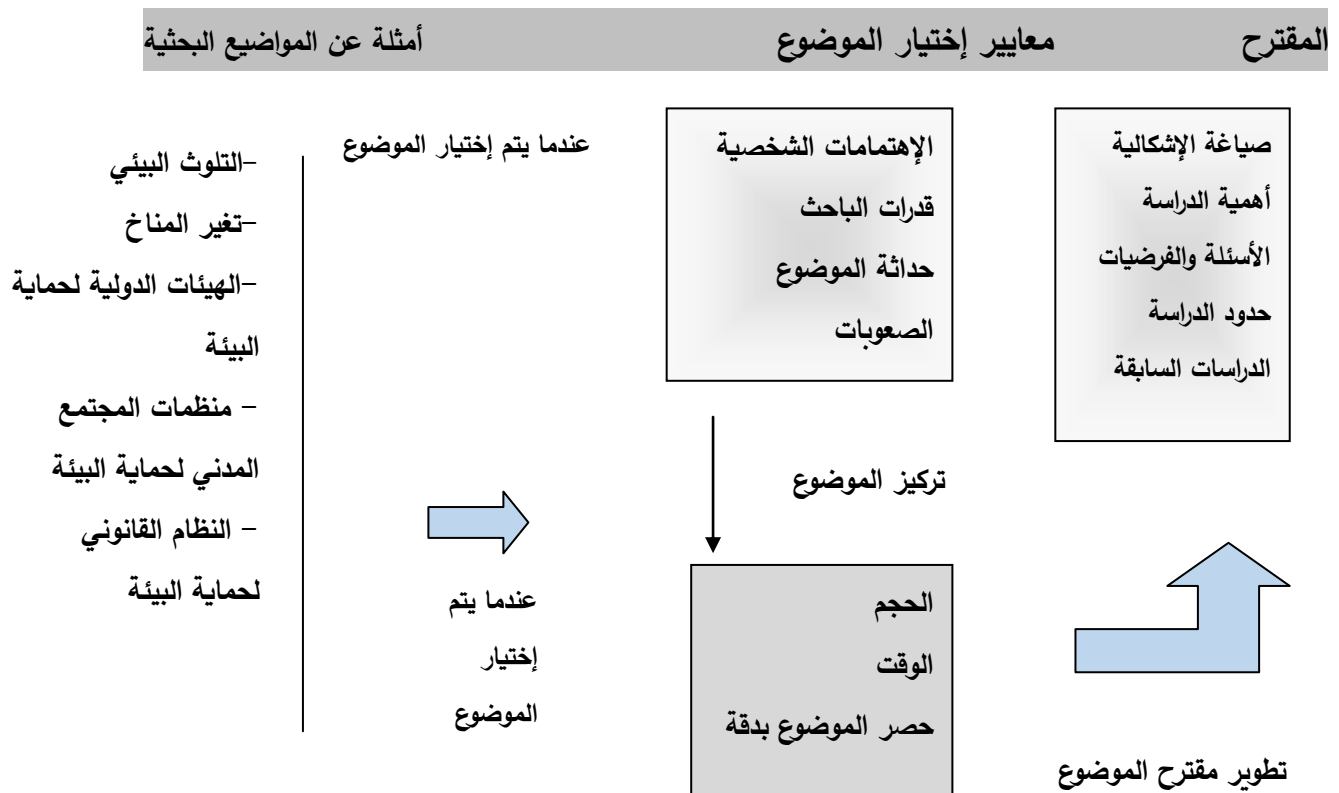 المقترح
معايير إختيار الموضوع
أمثلة عن المواضيع البحثية
صياغة الإشكالية
أهمية الدراسة
الأسئلة والفرضيات
حدود الدراسة
الدراسات السابقة
تطوير مقترح الموضوع
الإهتمامات الشخصية
قدرات الباحث
حداثة الموضوع
الصعوبات
تركيز الموضوع
الحجم
الوقت
حصر الموضوع بدقة
عندما يتم إختيار الموضوع
عندما يتم
إختيار
الموضوع
-التلوث البيئي
-تغير المناخ
-الهيئات الدولية لحماية
البيئة
- منظمات المجتمع
المدني لحماية البيئة
- النظام القانوني
لحماية البيئة